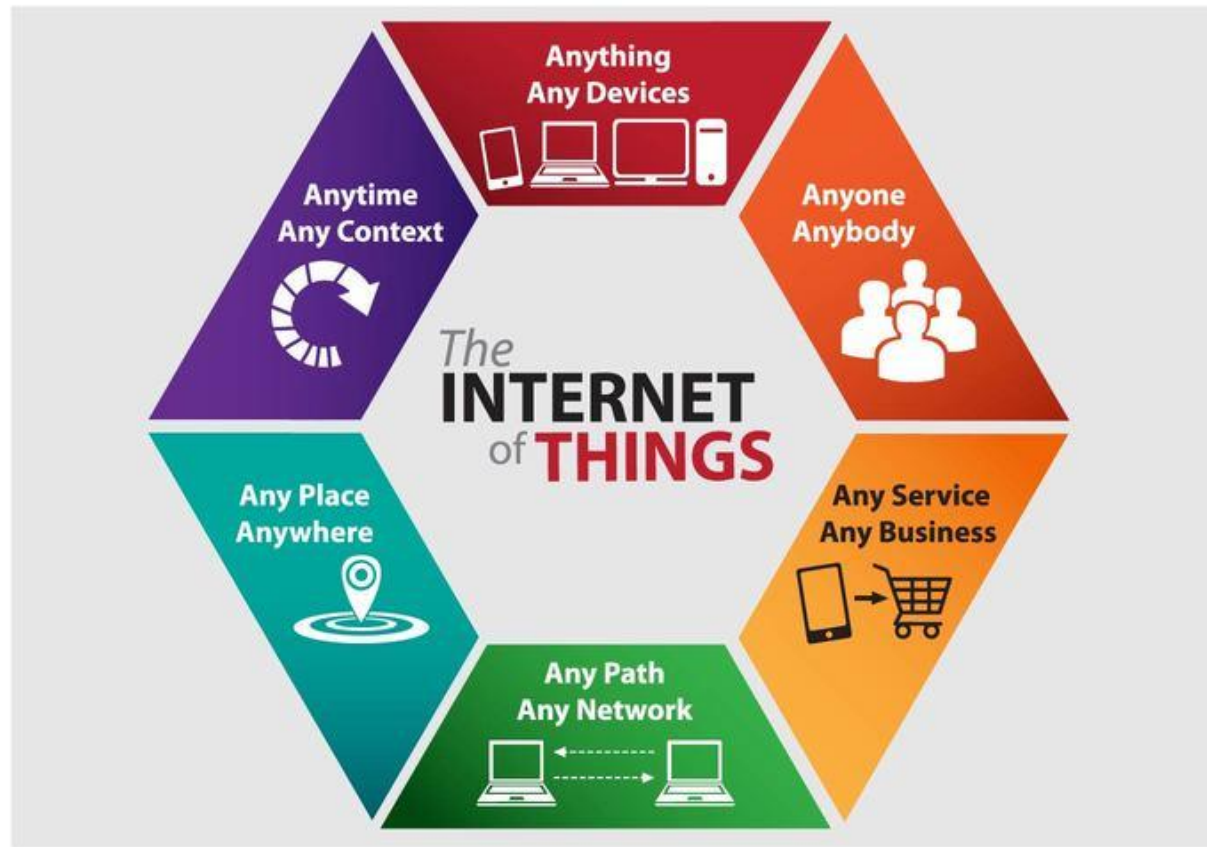 Anything
Any Devices
Anytime
Any Context
Anyone
Anybody
The
INTERNET
of THINGS
Any Place
Anywhere
Any Service
Any Business
Any Path
Any Network